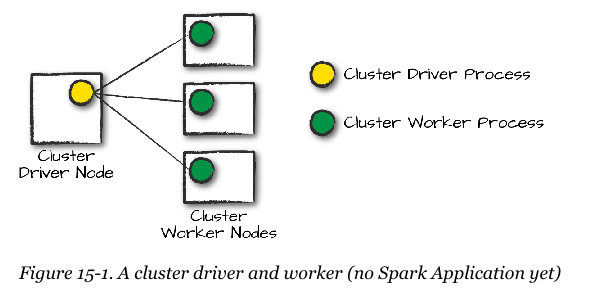 Cluster Driver Process
Cluster Worker Process
Cluster
Driver Node
Cluster
Worker Nodes
Figure 15-1. A cluster driver and worker (no Spark Application yet)